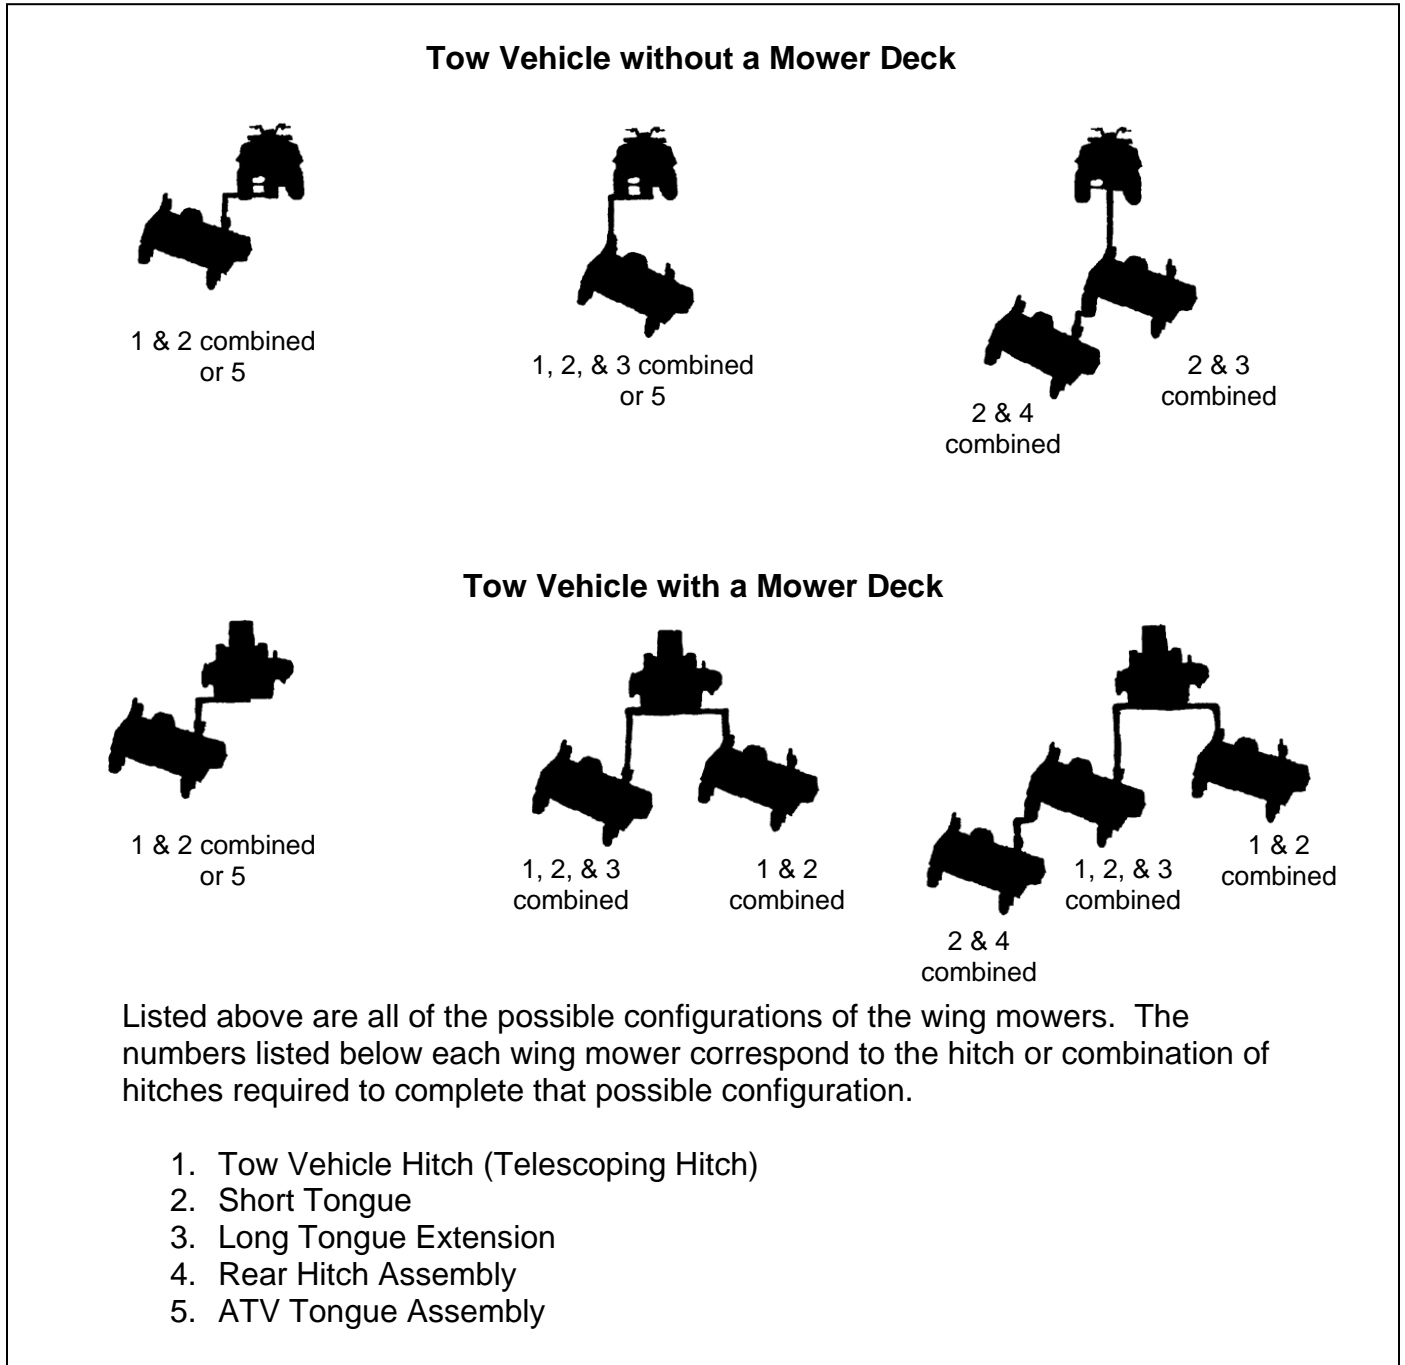 Tow Vehicle without a Mower Deck
1 & 2 combined
or 5
1, 2, & 3 combined
or 5
2 & 4
combined
2 & 3
combined
Tow Vehicle with a Mower Deck
1 & 2 combined
or 5
1, 2, & 3
combined
1 & 2
combined
2 & 4
combined
1, 2, & 3
combined
1 & 2
combined
Listed above are all of the possible configurations of the wing mowers.  The
numbers listed below each wing mower correspond to the hitch or combination of
hitches required to complete that possible configuration.
1. Tow Vehicle Hitch (Telescoping Hitch)
2. Short Tongue
3. Long Tongue Extension
4. Rear Hitch Assembly
5. ATV Tongue Assembly